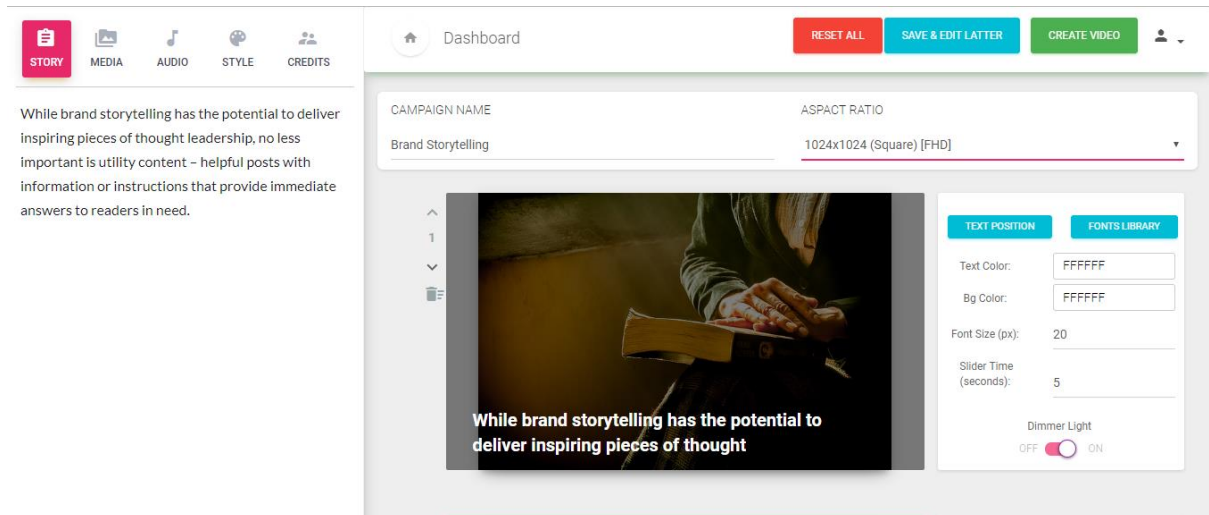 STORY
MEDIA
AUDIO
STYLE
CREDITS
While brand storytelling has the potential to deliver
inspiring pieces of thought leadership, no less
important is utility content – helpful posts with
information or instructions that provide immediate
answers to readers in need.
Dashboard
RESET ALL
SAVE & EDIT LATTER
CREATE VIDEO
CAMPAIGN NAME
Brand Storytelling
ASPACT RATIO
1024x1024 (Square) [FHD]
1
While brand storytelling has the potential to
deliver inspiring pieces of thought
TEXT POSITION
FONTS LIBRARY
Text Color:
FFFFFF
Bg Color:
FFFFFF
Font Size (px):
20
Slider Time
(seconds):
5
Dimmer Light
OFF
ON